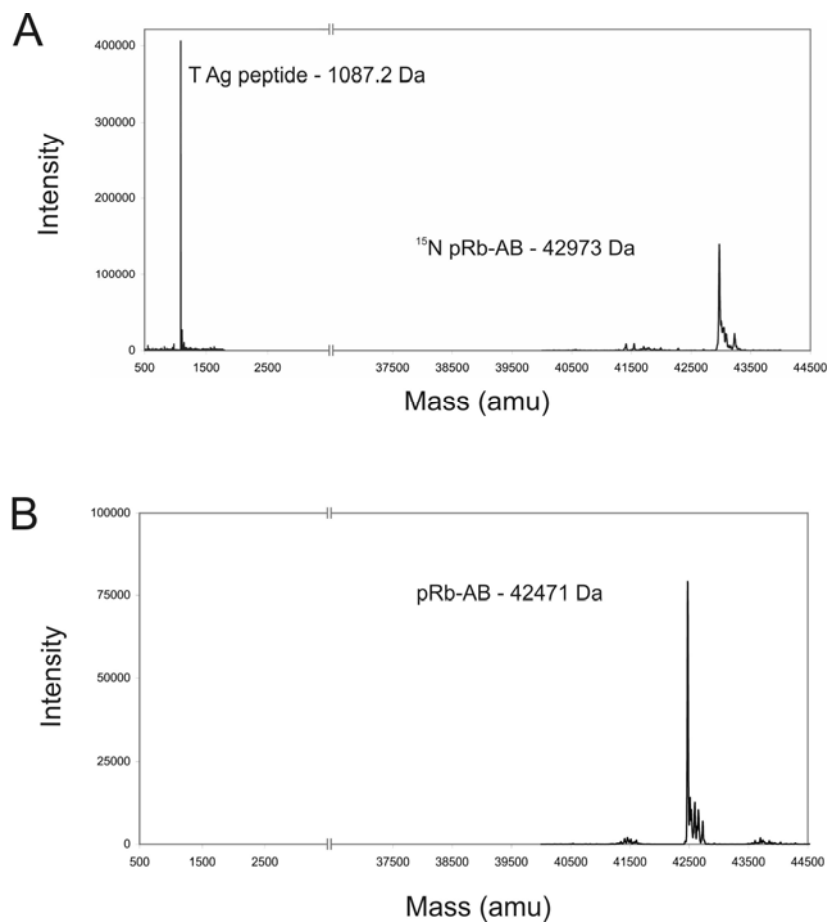 A
Intensity
400000
300000
200000
100000
0
T Ag peptide - 1087.2 Da
¹⁵N pRb-AB - 42973 Da
500 1500 2500 37500 38500 39500 40500 41500 42500 43500 44500
Mass (amu)
B
Intensity
100000
75000
50000
25000
0
pRb-AB - 42471 Da
500 1500 2500 37500 38500 39500 40500 41500 42500 43500 44500
Mass (amu)